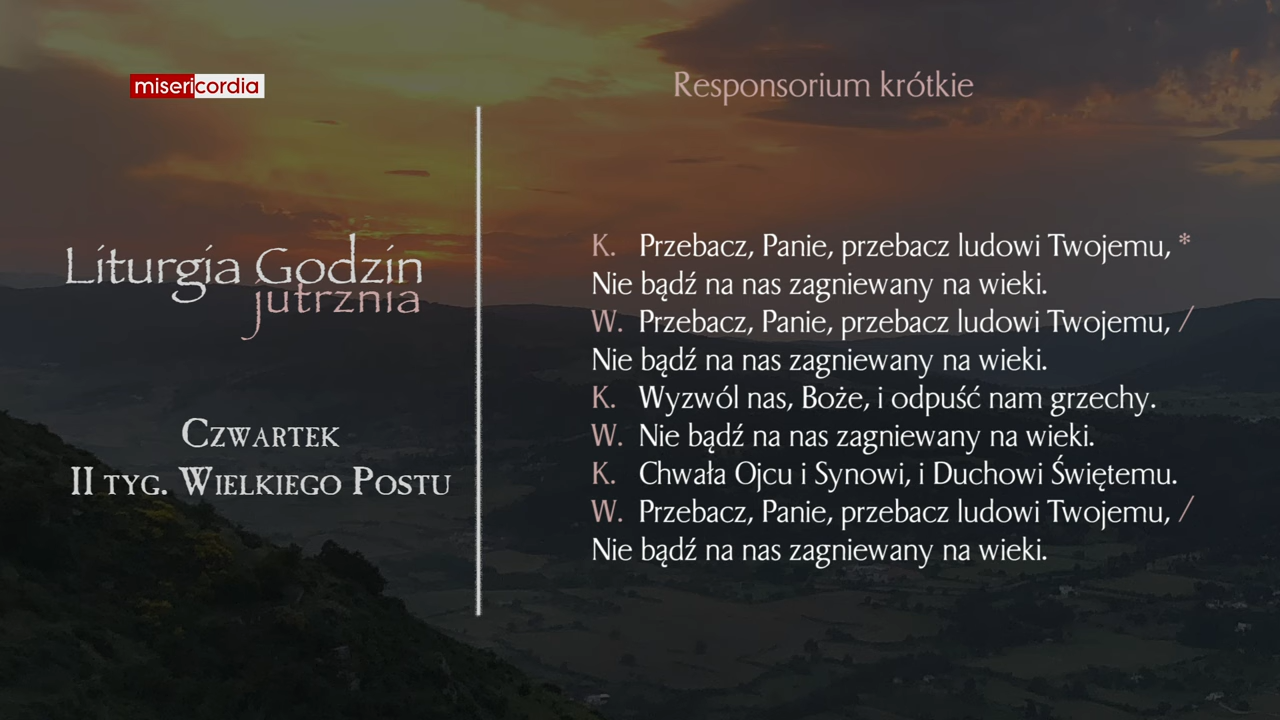 misericordia
Liturgia Godzin
jutrznia
Czwartek
II tyg. Wielkiego Postu
Responsorium krótkie
K. Przebacz, Panie, przebacz ludowi Twojemu, *
Nie bądź na nas zagniewany na wieki.
W. Przebacz, Panie, przebacz ludowi Twojemu, /
Nie bądź na nas zagniewany na wieki.
K. Wyzwól nas, Boże, i odpuść nam grzechy.
W. Nie bądź na nas zagniewany na wieki.
K. Chwała Ojcu i Synowi, i Duchowi Świętemu.
W. Przebacz, Panie, przebacz ludowi Twojemu, /
Nie bądź na nas zagniewany na wieki.